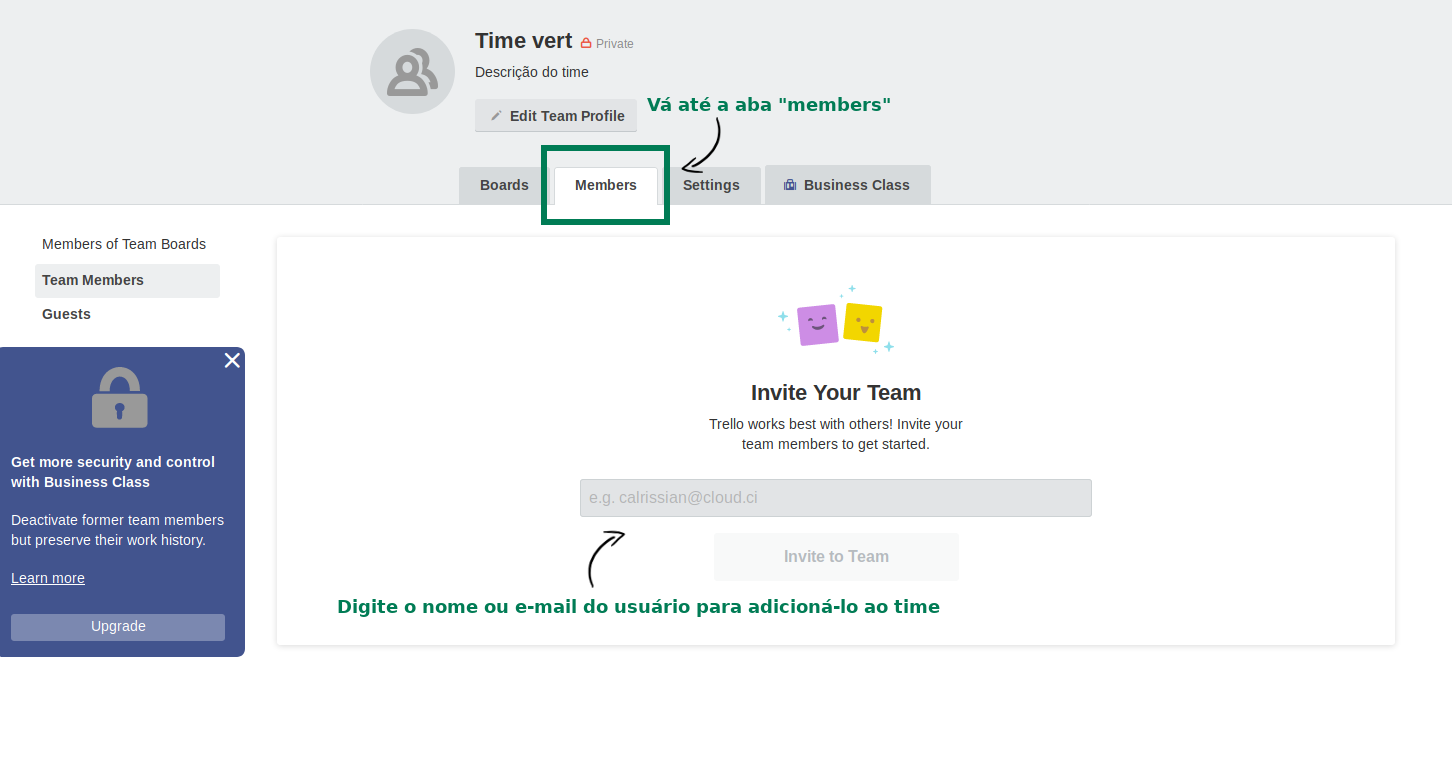 Time vert Private
Descrição do time
Edit Team Profile
Vá até a aba "members"
Boards
Members
Settings
Business Class
Members of Team Boards
Team Members
Guests
Get more security and control
with Business Class
Deactivate former team members
but preserve their work history.
Learn more
Upgrade
Invite Your Team
Trello works best with others! Invite your
team members to get started.
e.g. calrissian@cloud.ci
Invite to Team
Digite o nome ou e-mail do usuário para adicioná-lo ao time